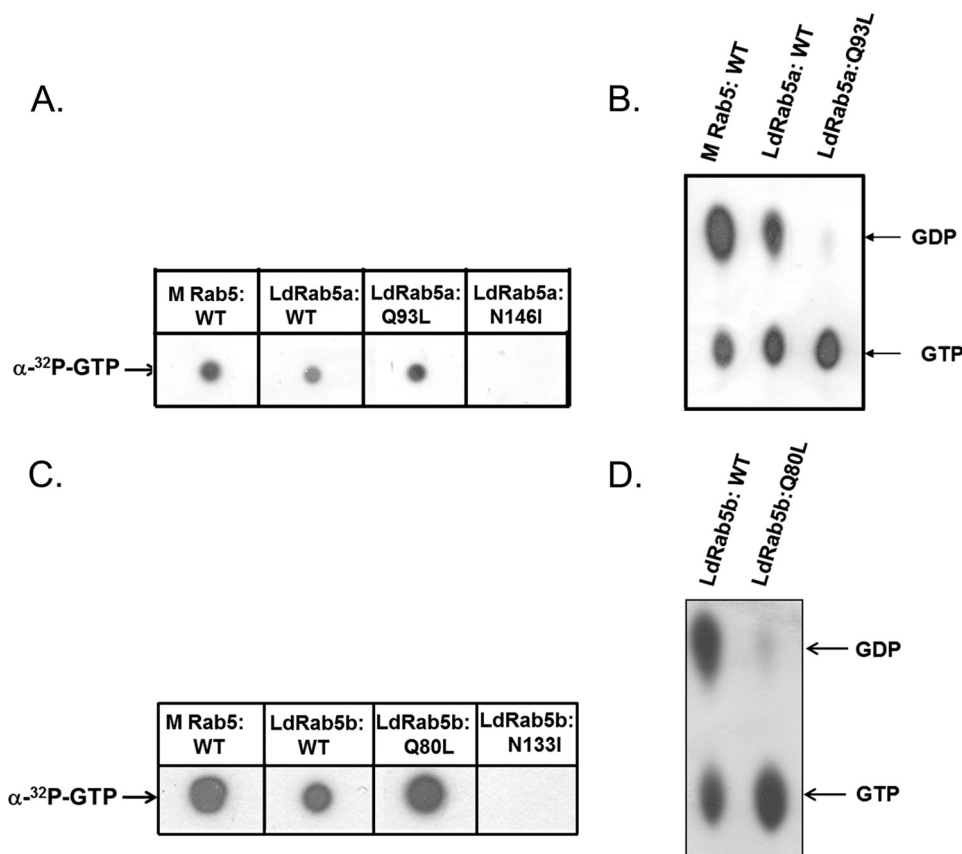 A.
M Rab5: WT
LdRab5a: WT
LdRab5a: Q93L
LdRab5a: N146I
α-³²P-GTP
B.
M Rab5: WT
LdRab5a: WT
LdRab5a:Q93L
GDP
GTP
C.
M Rab5: WT
LdRab5b: WT
LdRab5b: Q80L
LdRab5b: N133I
α-³²P-GTP
D.
LdRab5b: WT
LdRab5b:Q80L
GDP
GTP